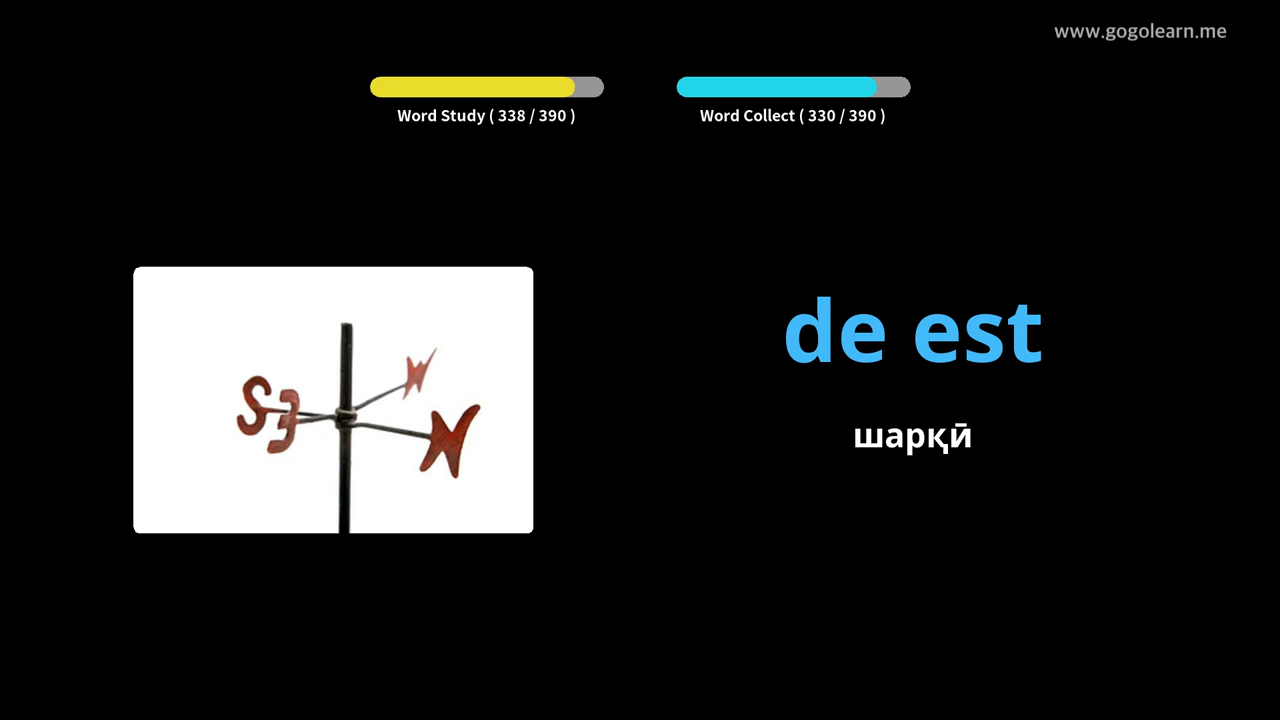 www.gogolearn.me
Word Study ( 338 / 390 )
Word Collect ( 330 / 390 )
de est
шарқӣ
S E N W